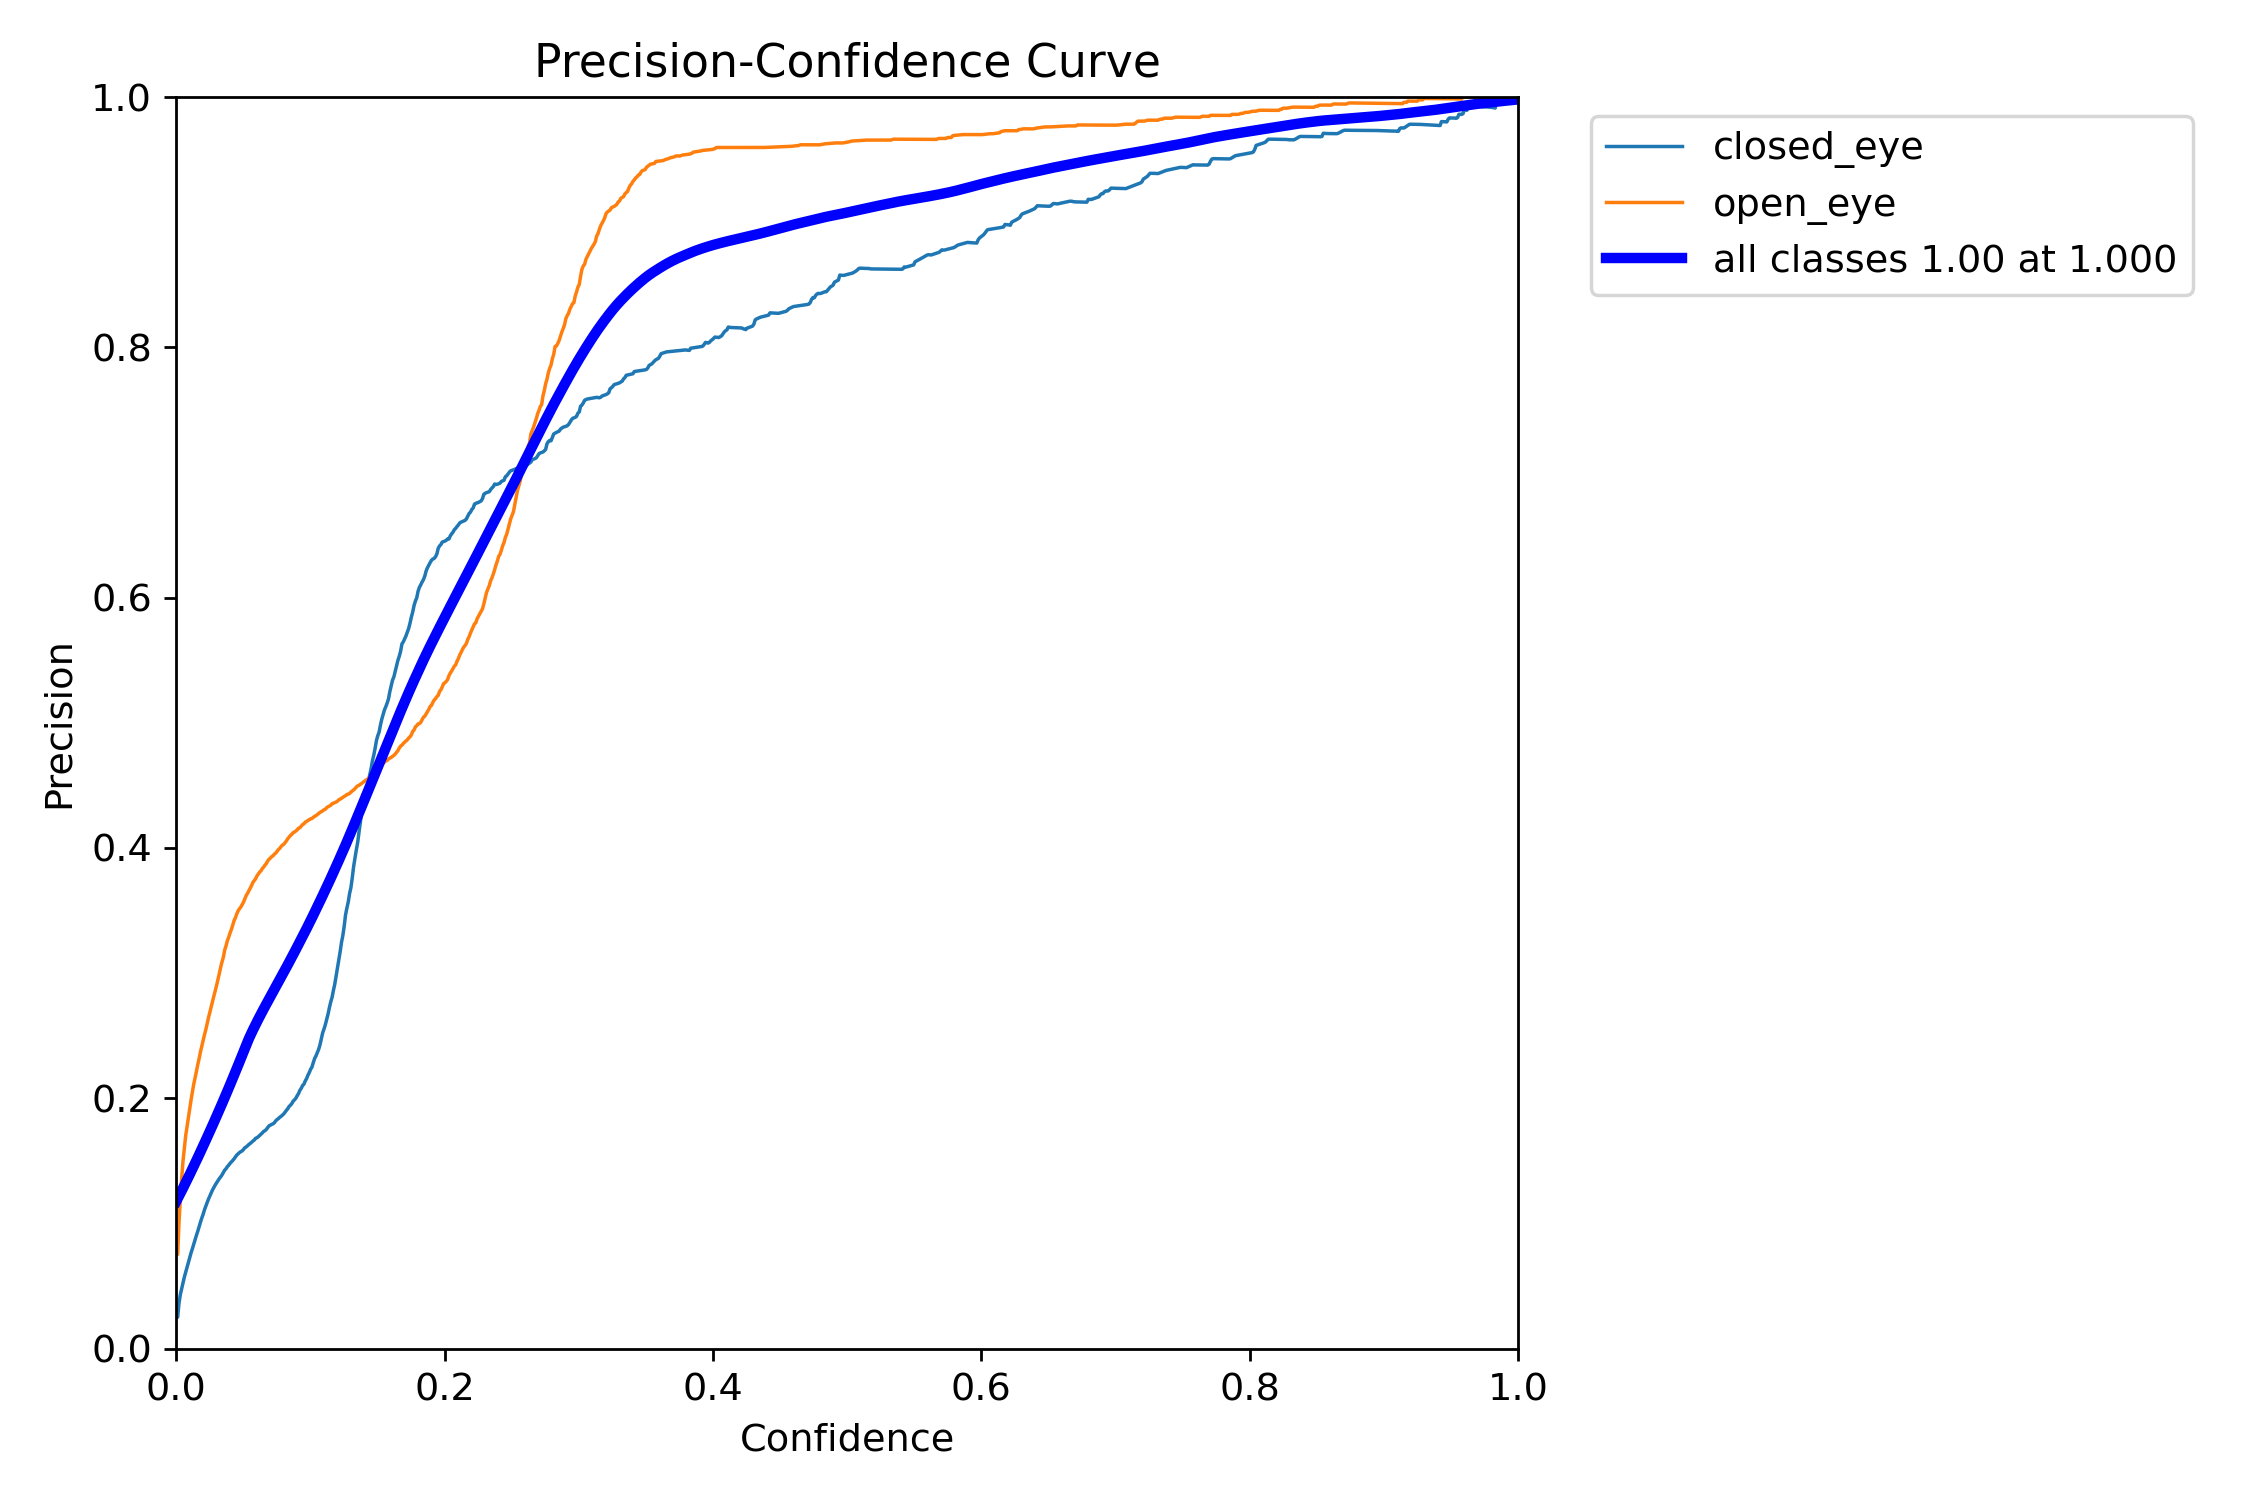 Precision-Confidence Curve
1.0
0.8
0.6
0.4
0.2
0.0
Precision
0.0 0.2 0.4 0.6 0.8 1.0
Confidence
closed_eye
open_eye
all classes 1.00 at 1.000